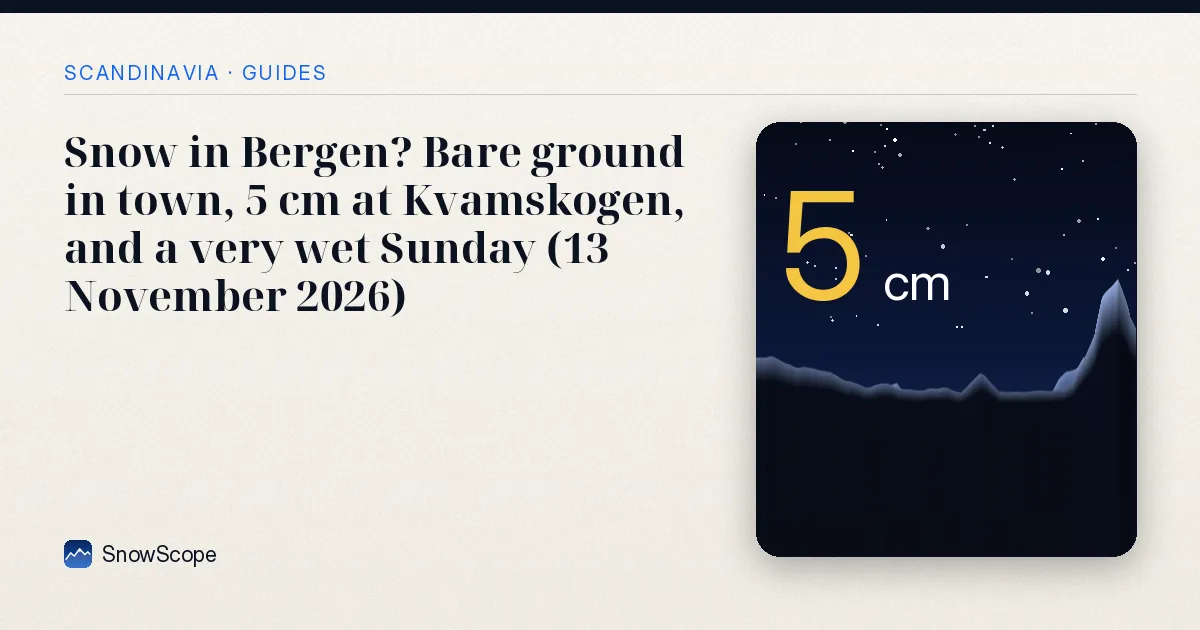 SCANDINAVIA · GUIDES
Snow in Bergen? Bare ground
in town, 5 cm at Kvamskogen,
and a very wet Sunday (13
November 2026)
5 cm
SnowScope